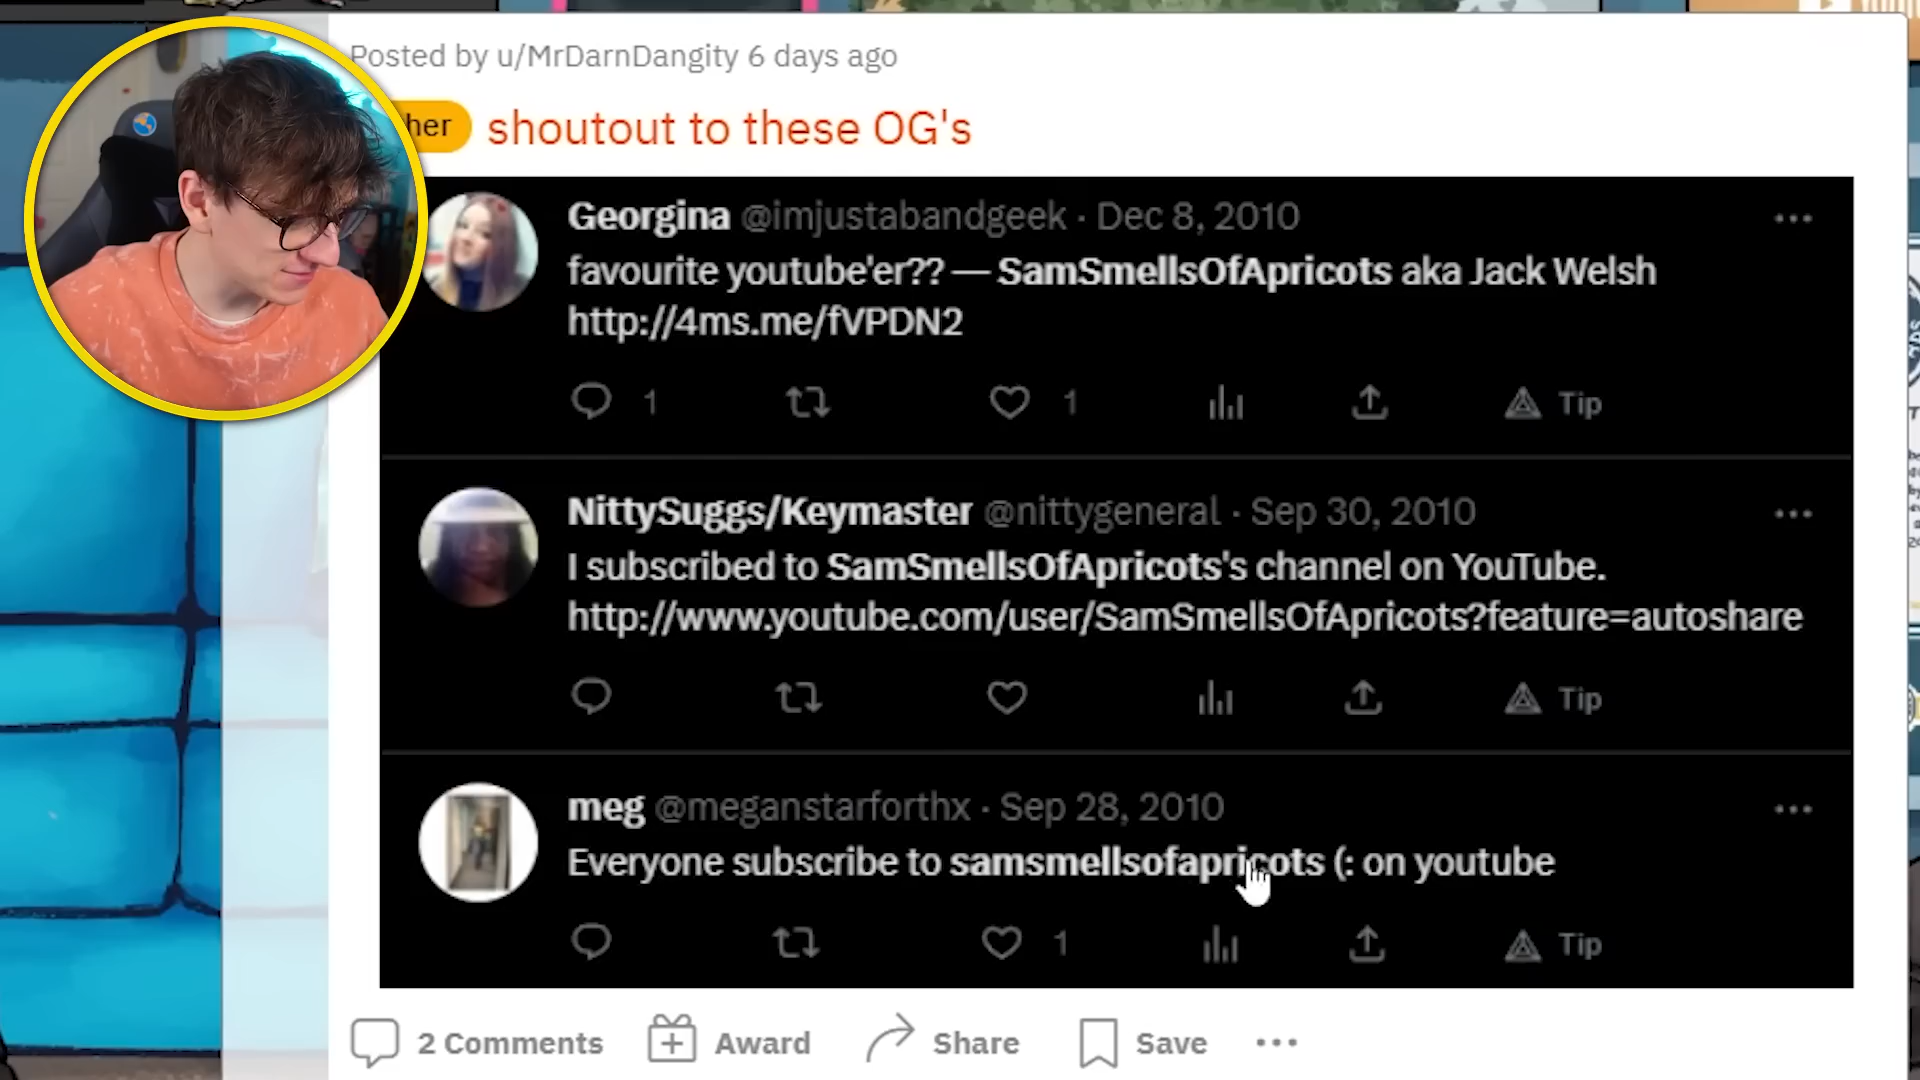 Posted by u/MrDarnDangity 6 days ago
her shoutout to these OG's
Georgina @imjustabandgeek · Dec 8, 2010
favourite youtube'er?? — SamSmellsOfApricots aka Jack Welsh
http://4ms.me/fVPDN2
1 1 Tip
NittySuggs/Keymaster @nittygeneral · Sep 30, 2010
I subscribed to SamSmellsOfApricots's channel on YouTube.
http://www.youtube.com/user/SamSmellsOfApricots?feature=autoshare
Tip
meg @meganstarforthx · Sep 28, 2010
Everyone subscribe to samsmellsofapricots (: on youtube
1 Tip
2 Comments Award Share Save